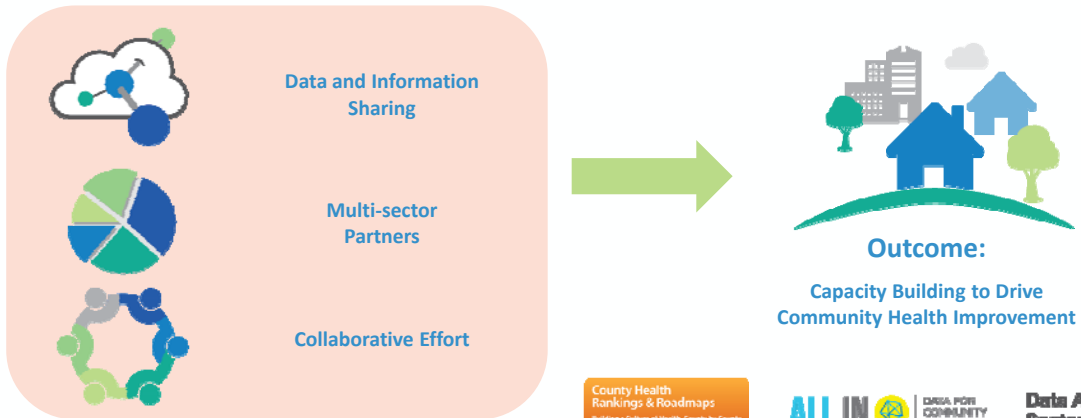 Data and Information
Sharing
Multi-sector
Partners
Collaborative Effort
Outcome:
Capacity Building to Drive
Community Health Improvement
County Health
Rankings & Roadmaps
ALL IN
DATA FOR
COMMUNITY
Data A